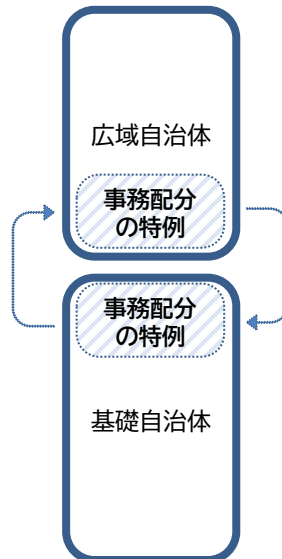 広域自治体
事務配分
の特例
事務配分
の特例
基礎自治体